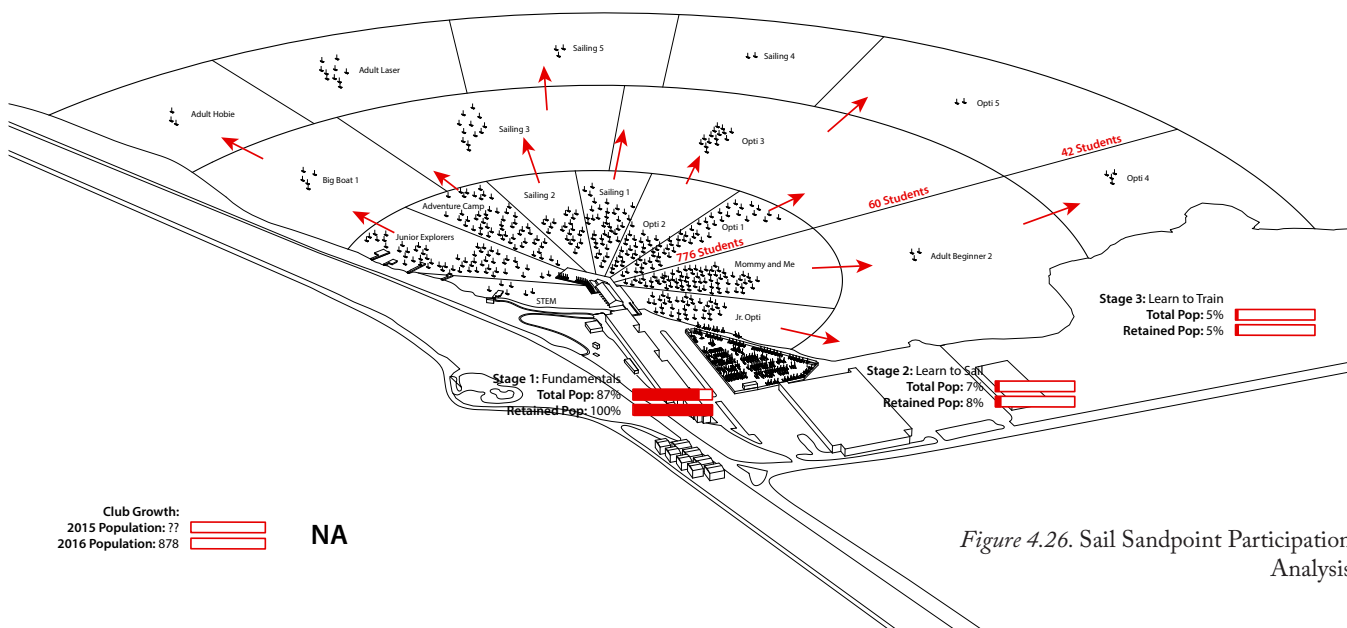 Sailing 5
Sailing 4
Adult Laser
Opti 5
Adult Hobie
Sailing 3
Opti 3
42 Students
Big Boat 1
Opti 4
60 Students
Sailing 2
Sailing 1
Adventure Camp
Opti 2
Opti 1
Junior Explorers
776 Students
Adult Beginner 2
Mommy and Me
STEM
Jr. Opti
Stage 3: Learn to Train
Total Pop: 5%
Retained Pop: 5%
Stage 2: Learn to Sail
Total Pop: 7%
Retained Pop: 8%
Stage 1: Fundamentals
Total Pop: 87%
Retained Pop: 100%
Club Growth:
2015 Population: ??
2016 Population: 878
NA
Figure 4.26. Sail Sandpoint Participation
Analysis